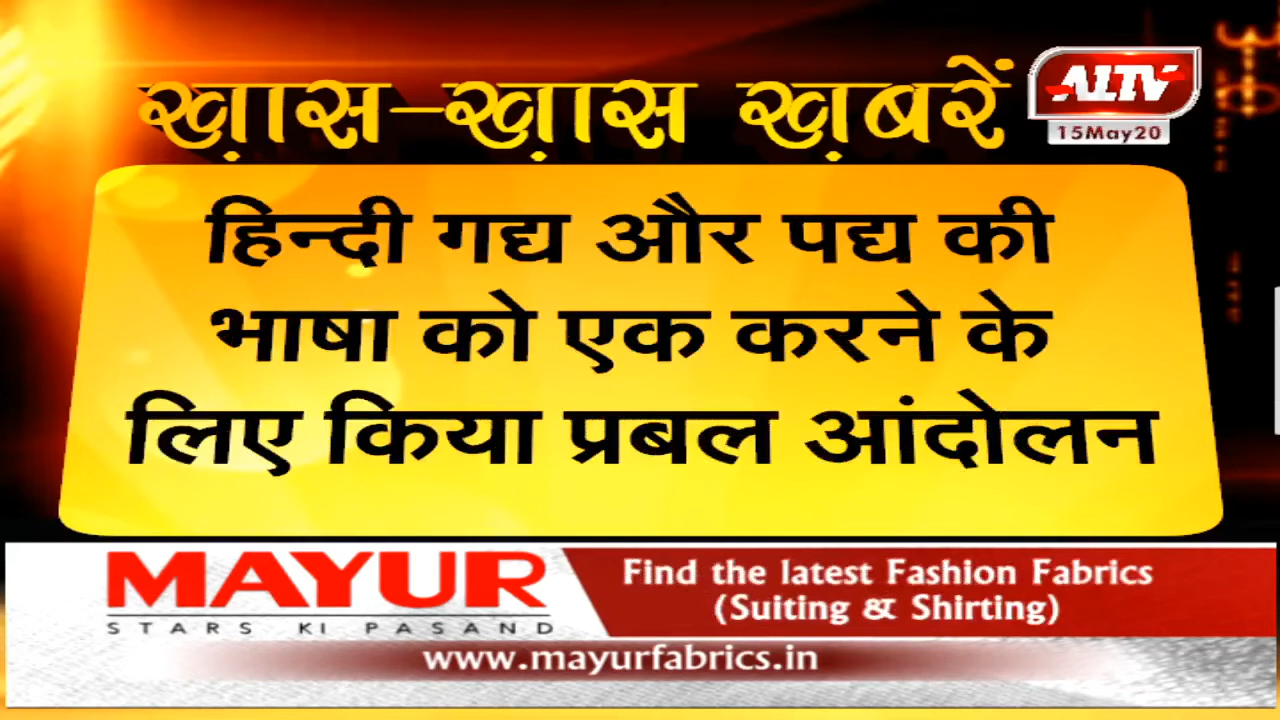 ख़ास-ख़ास ख़बरें
A1TV
15May20
हिन्दी गद्य और पद्य की
भाषा को एक करने के
लिए किया प्रबल आंदोलन
MAYUR
STARS KI PASAND
Find the latest Fashion Fabrics
(Suiting & Shirting)
www.mayurfabrics.in